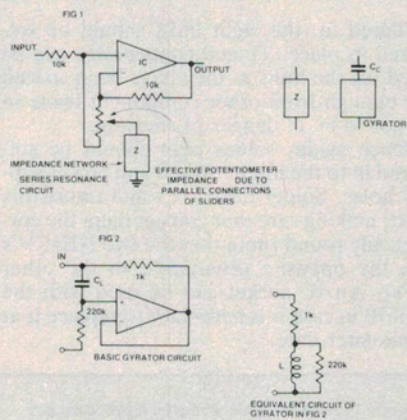 FIG 1
INPUT
10k
+
−
IC
OUTPUT
10k
Z
C_C
GYRATOR
IMPEDANCE NETWORK
SERIES RESONANCE
CIRCUIT
Z
EFFECTIVE POTENTIOMETER
IMPEDANCE DUE TO
PARALLEL CONNECTIONS
OF SLIDERS
FIG 2
IN
1k
C_L
220k
+
−
BASIC GYRATOR CIRCUIT
1k
L
220k
EQUIVALENT CIRCUIT OF
GYRATOR IN FIG 2